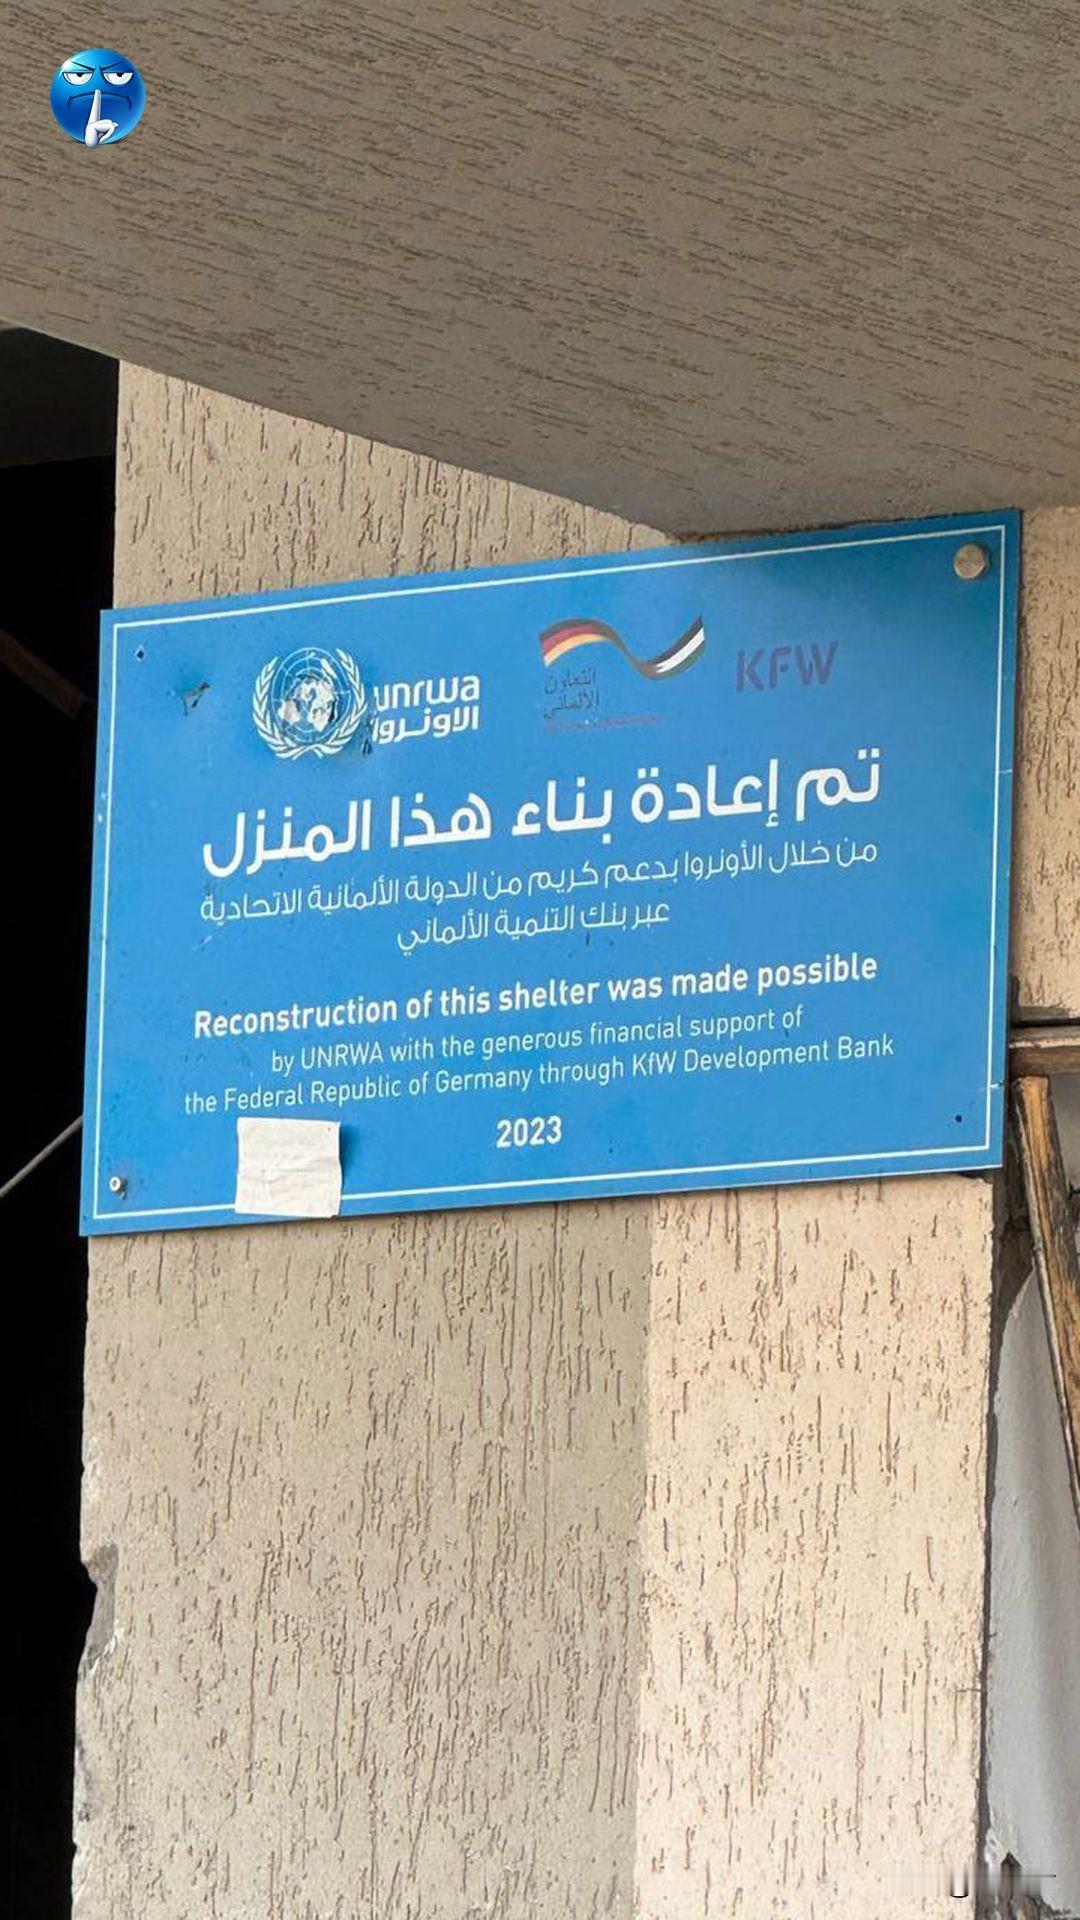 unrwa
الاونروا
التعاون
الألماني
KFW
تم إعادة بناء هذا المنزل
من خلال الأونروا بدعم كريم من الدولة الألمانية الاتحادية
عبر بنك التنمية الألماني
Reconstruction of this shelter was made possible
by UNRWA with the generous financial support of
the Federal Republic of Germany through KfW Development Bank
2023